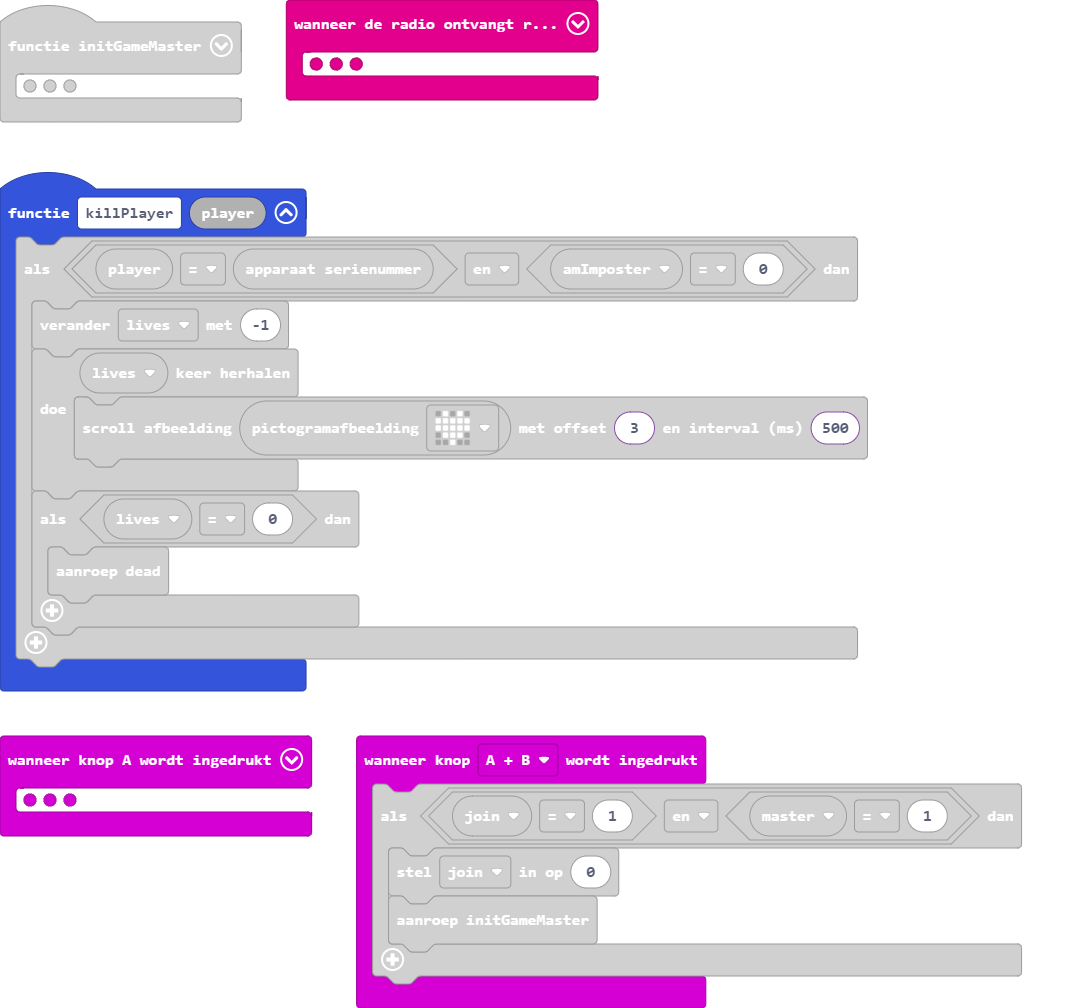 functie initGameMaster
wanneer de radio ontvangt r...
functie killPlayer player
als player = apparaat serienummer en amImposter = 0 dan
verander lives met -1
lives keer herhalen
doe
scroll afbeelding pictogramafbeelding met offset 3 en interval (ms) 500
als lives = 0 dan
aanroep dead
wanneer knop A wordt ingedrukt
wanneer knop A + B wordt ingedrukt
als join = 1 en master = 1 dan
stel join in op 0
aanroep initGameMaster